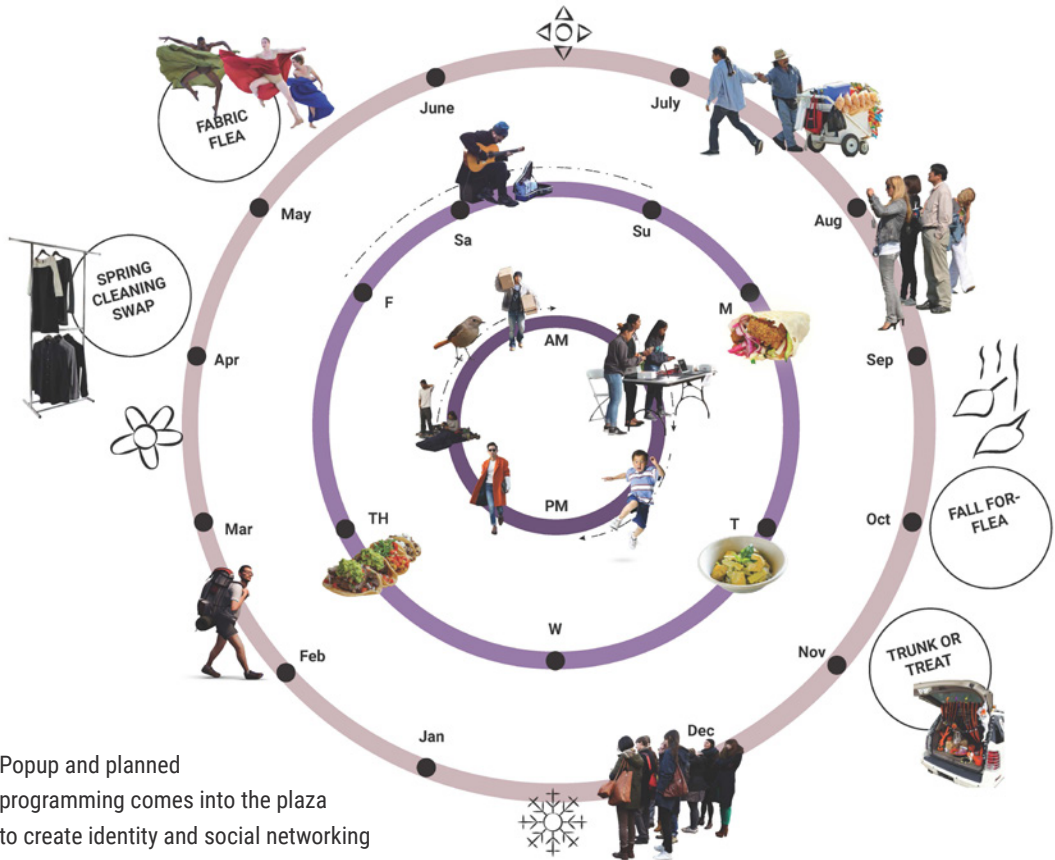 FABRIC
FLEA
June
July
May
Aug
SPRING
CLEANING
SWAP
Sa
Su
F
M
AM
Apr
Sep
PM
TH
T
Mar
Oct
FALL FOR-
FLEA
W
Feb
Nov
TRUNK OR
TREAT
Jan
Dec
Popup and planned
programming comes into the plaza
to create identity and social networking